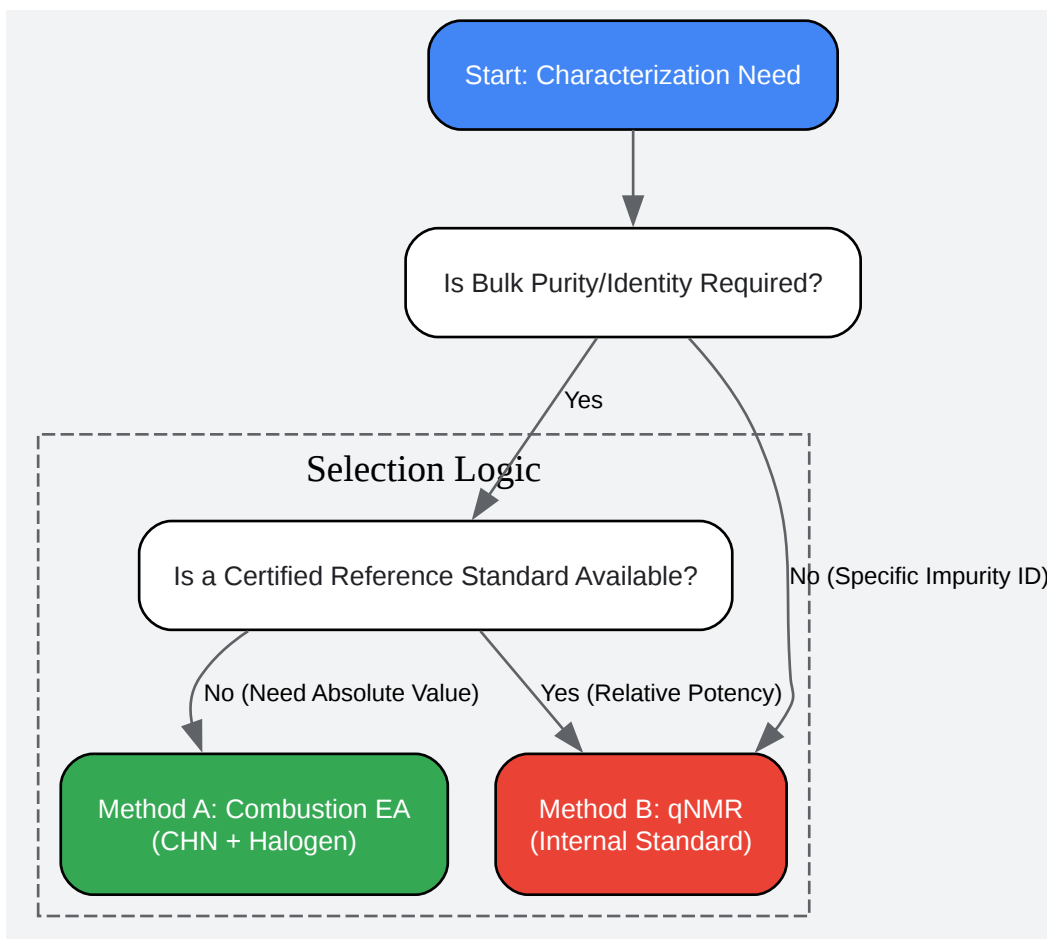 Start: Characterization Need
Is Bulk Purity/Identity Required?
Yes
Selection Logic
Is a Certified Reference Standard Available?
No (Specific Impurity ID)
No (Need Absolute Value)
Yes (Relative Potency)
Method A: Combustion EA
(CHN + Halogen)
Method B: qNMR
(Internal Standard)